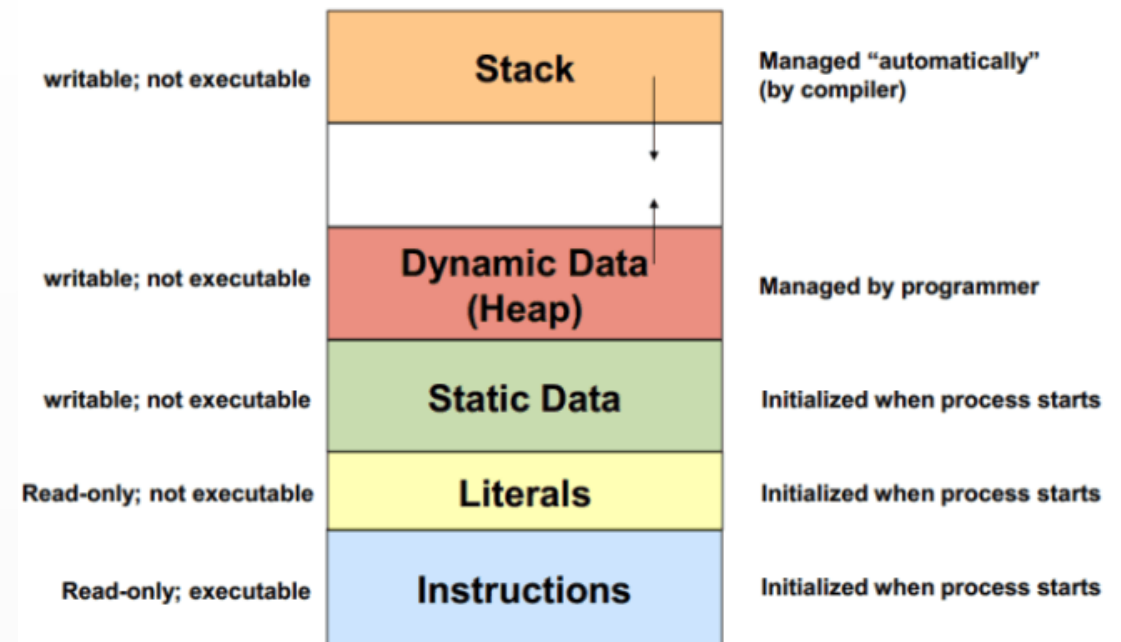 writable; not executable
Stack
Managed “automatically”
(by compiler)
writable; not executable
Dynamic Data
(Heap)
Managed by programmer
writable; not executable
Static Data
Initialized when process starts
Read-only; not executable
Literals
Initialized when process starts
Read-only; executable
Instructions
Initialized when process starts